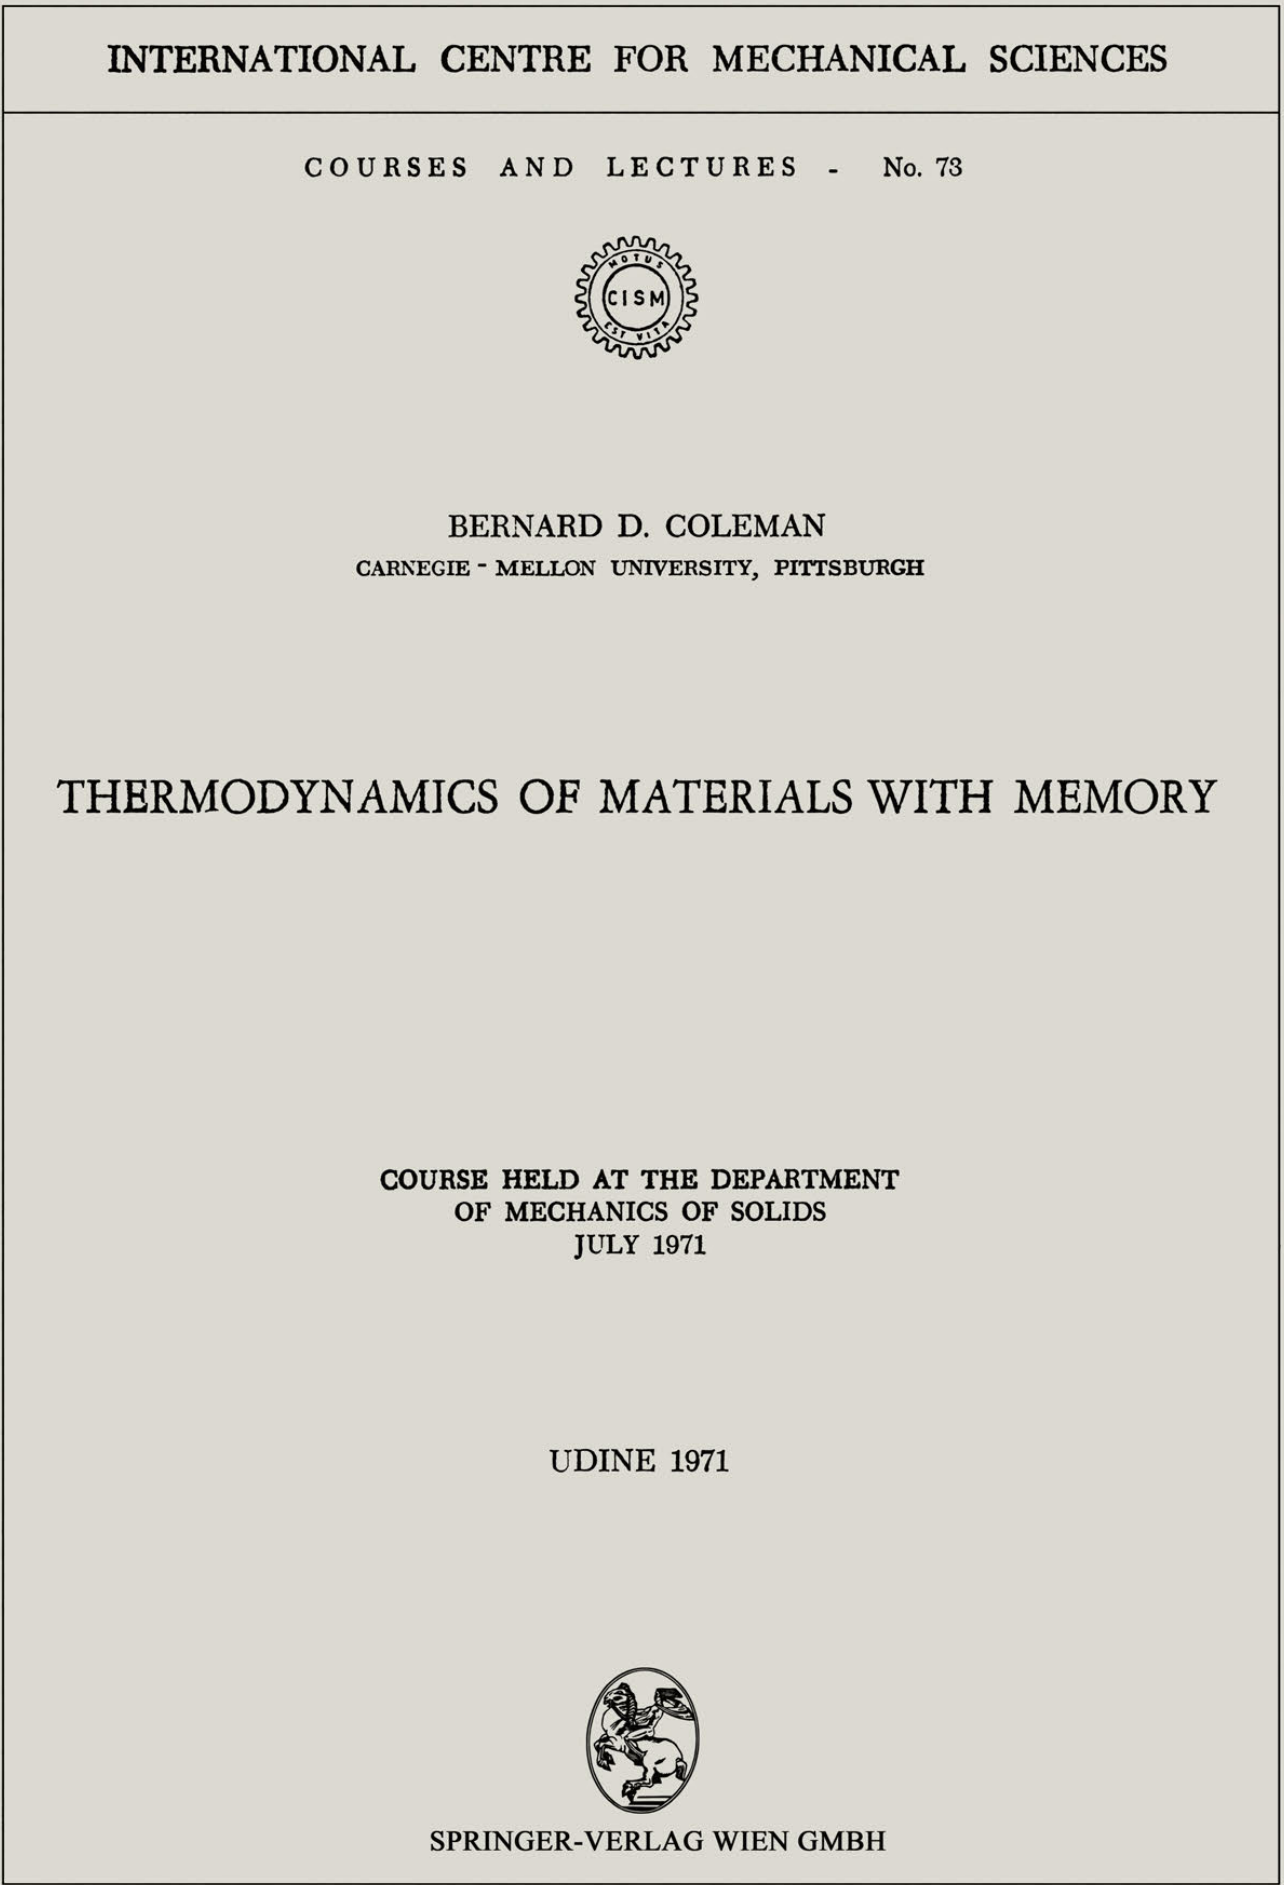 INTERNATIONAL CENTRE FOR MECHANICAL SCIENCES
COURSES AND LECTURES - No. 73
MOTUS
CISM
EST VITA
BERNARD D. COLEMAN
CARNEGIE - MELLON UNIVERSITY, PITTSBURGH
THERMODYNAMICS OF MATERIALS WITH MEMORY
COURSE HELD AT THE DEPARTMENT
OF MECHANICS OF SOLIDS
JULY 1971
UDINE 1971
SPRINGER-VERLAG WIEN GMBH